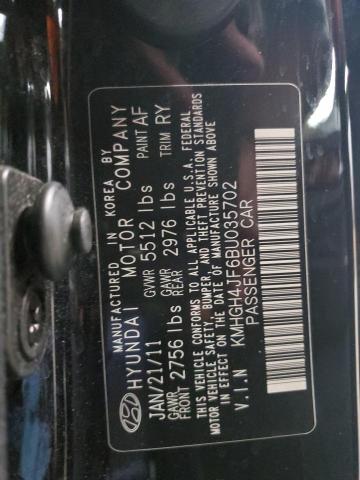 MANUFACTURED IN KOREA BY
HYUNDAI MOTOR COMPANY
JAN/21/11 GVWR 5512 lbs PAINT AF
GAWR FRONT 2756 lbs GAWR REAR 2976 lbs TRIM RY
THIS VEHICLE CONFORMS TO ALL APPLICABLE U.S.A. FEDERAL
MOTOR VEHICLE SAFETY, BUMPER, AND THEFT PREVENTION STANDARDS
IN EFFECT ON THE DATE OF MANUFACTURE SHOWN ABOVE
V.I.N KMHGH4JF6BU035702
PASSENGER CAR